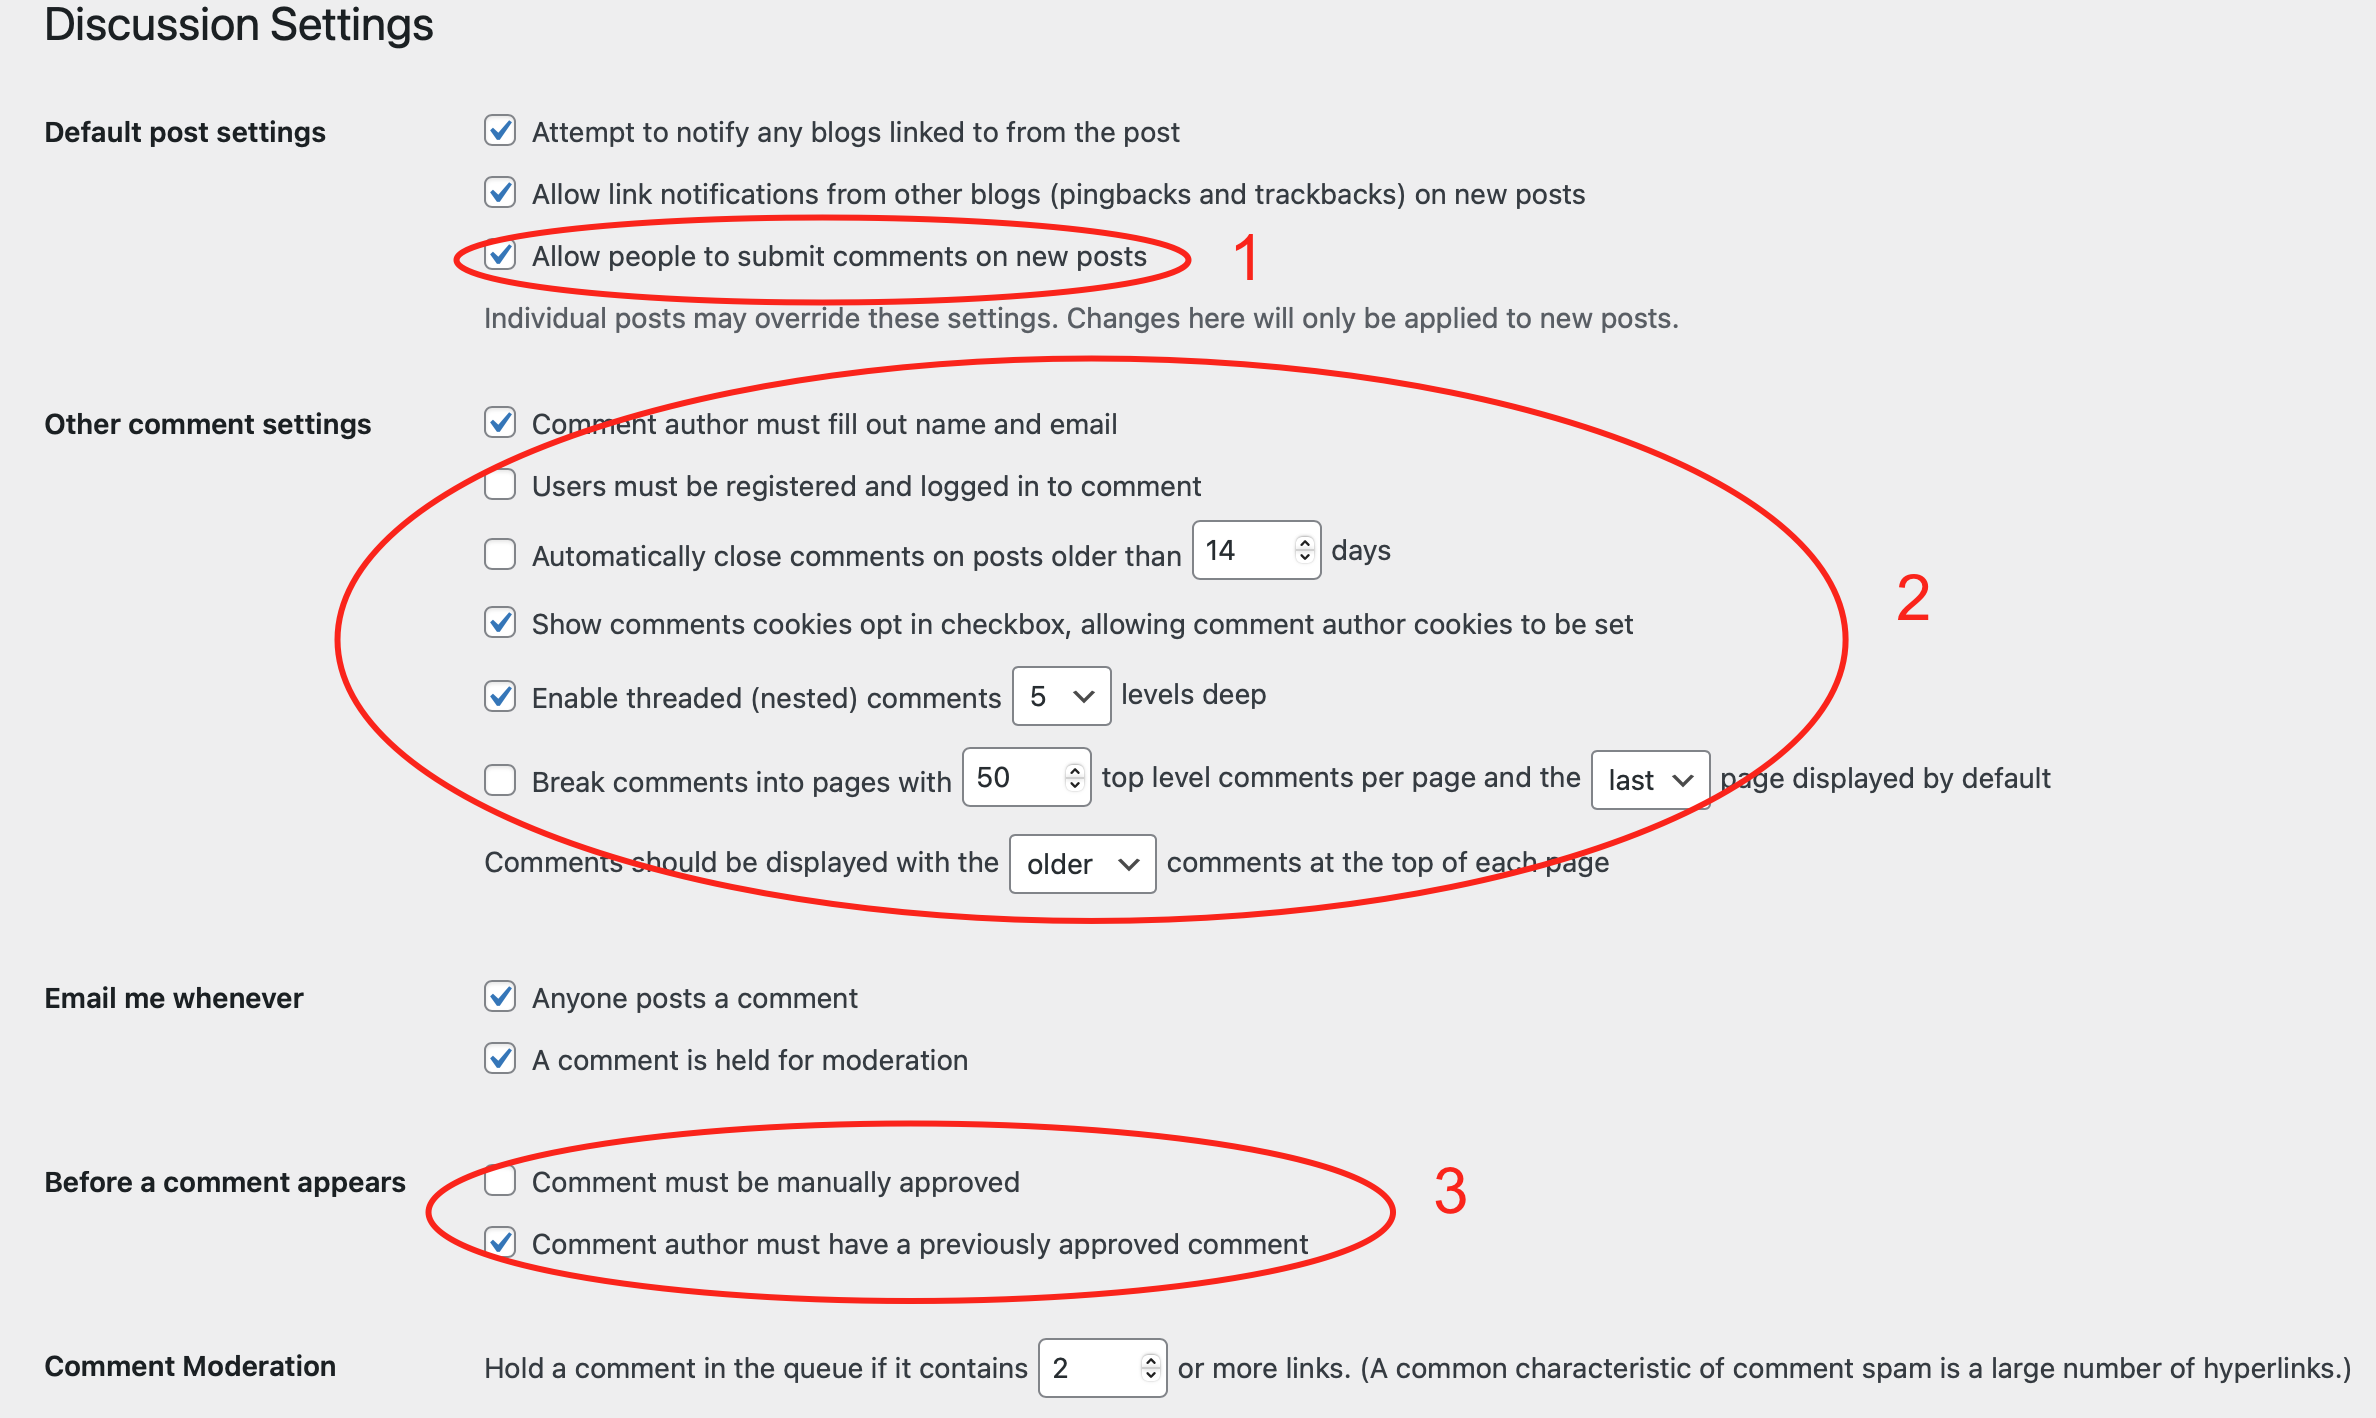 Discussion Settings
Default post settings
Attempt to notify any blogs linked to from the post
Allow link notifications from other blogs (pingbacks and trackbacks) on new posts
Allow people to submit comments on new posts
1
Individual posts may override these settings. Changes here will only be applied to new posts.
Other comment settings
Comment author must fill out name and email
Users must be registered and logged in to comment
Automatically close comments on posts older than 14 days
2
Show comments cookies opt in checkbox, allowing comment author cookies to be set
Enable threaded (nested) comments 5 levels deep
Break comments into pages with 50 top level comments per page and the last page displayed by default
Comments should be displayed with the older comments at the top of each page
Email me whenever
Anyone posts a comment
A comment is held for moderation
Before a comment appears
Comment must be manually approved
3
Comment author must have a previously approved comment
Comment Moderation
Hold a comment in the queue if it contains 2 or more links. (A common characteristic of comment spam is a large number of hyperlinks.)